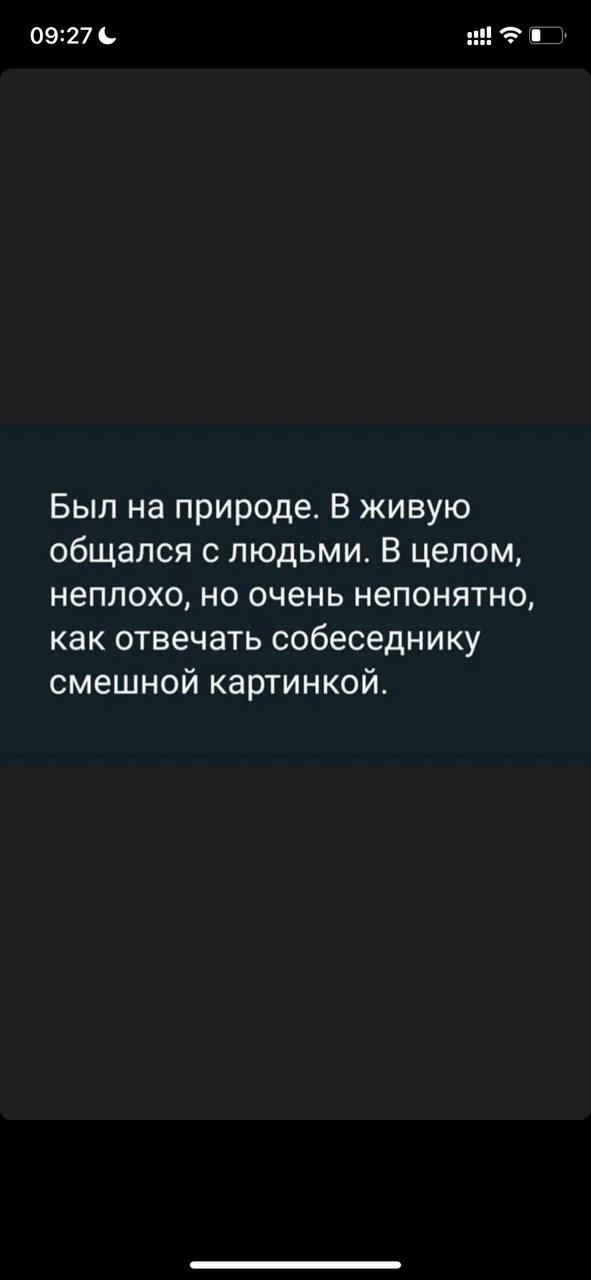 09:27
Был на природе. В живую
общался с людьми. В целом,
неплохо, но очень непонятно,
как отвечать собеседнику
смешной картинкой.